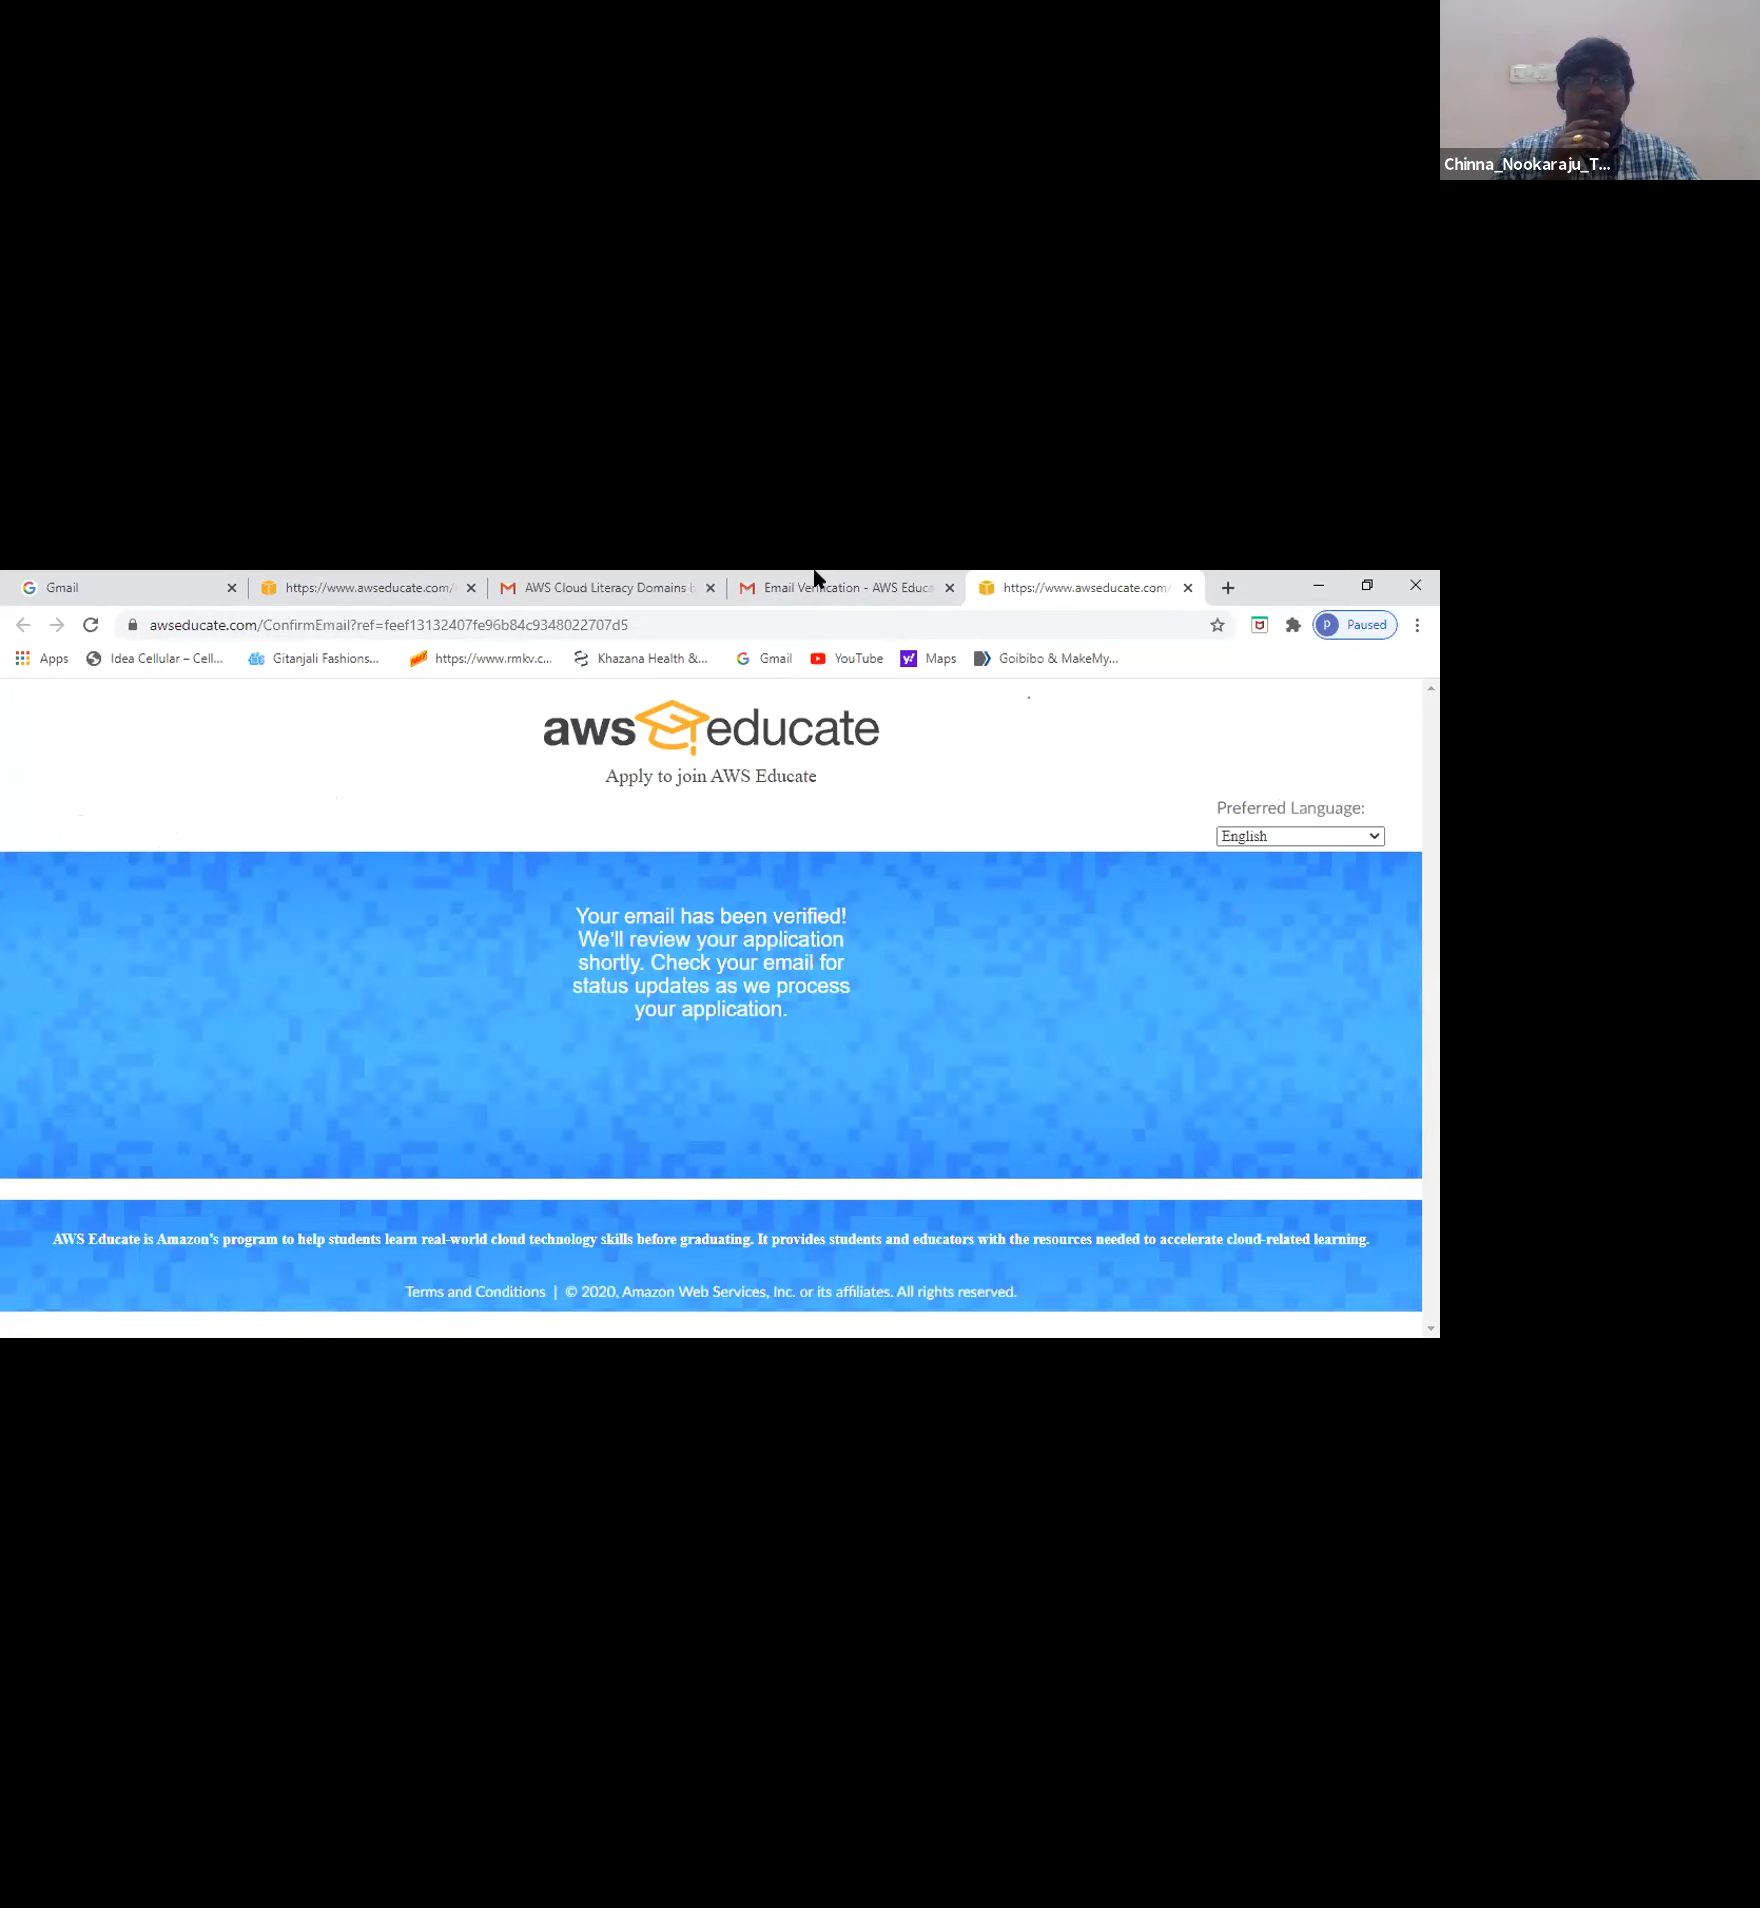 Chinna_Nookaraju_T...
Gmail
https://www.awseducate.com/
AWS Cloud Literacy Domains
Email Verification - AWS Educa
https://www.awseducate.com/
awseducate.com/ConfirmEmail?ref=feef13132407fe96b84c9348022707d5
P Paused
Apps
Idea Cellular – Cell...
Gitanjali Fashions...
https://www.rmkv.c...
Khazana Health &...
Gmail
YouTube
Maps
Goibibo & MakeMy...
aws educate
Apply to join AWS Educate
Preferred Language:
English
Your email has been verified!
We'll review your application
shortly. Check your email for
status updates as we process
your application.
AWS Educate is Amazon's program to help students learn real-world cloud technology skills before graduating. It provides students and educators with the resources needed to accelerate cloud-related learning.
Terms and Conditions | © 2020, Amazon Web Services, Inc. or its affiliates. All rights reserved.